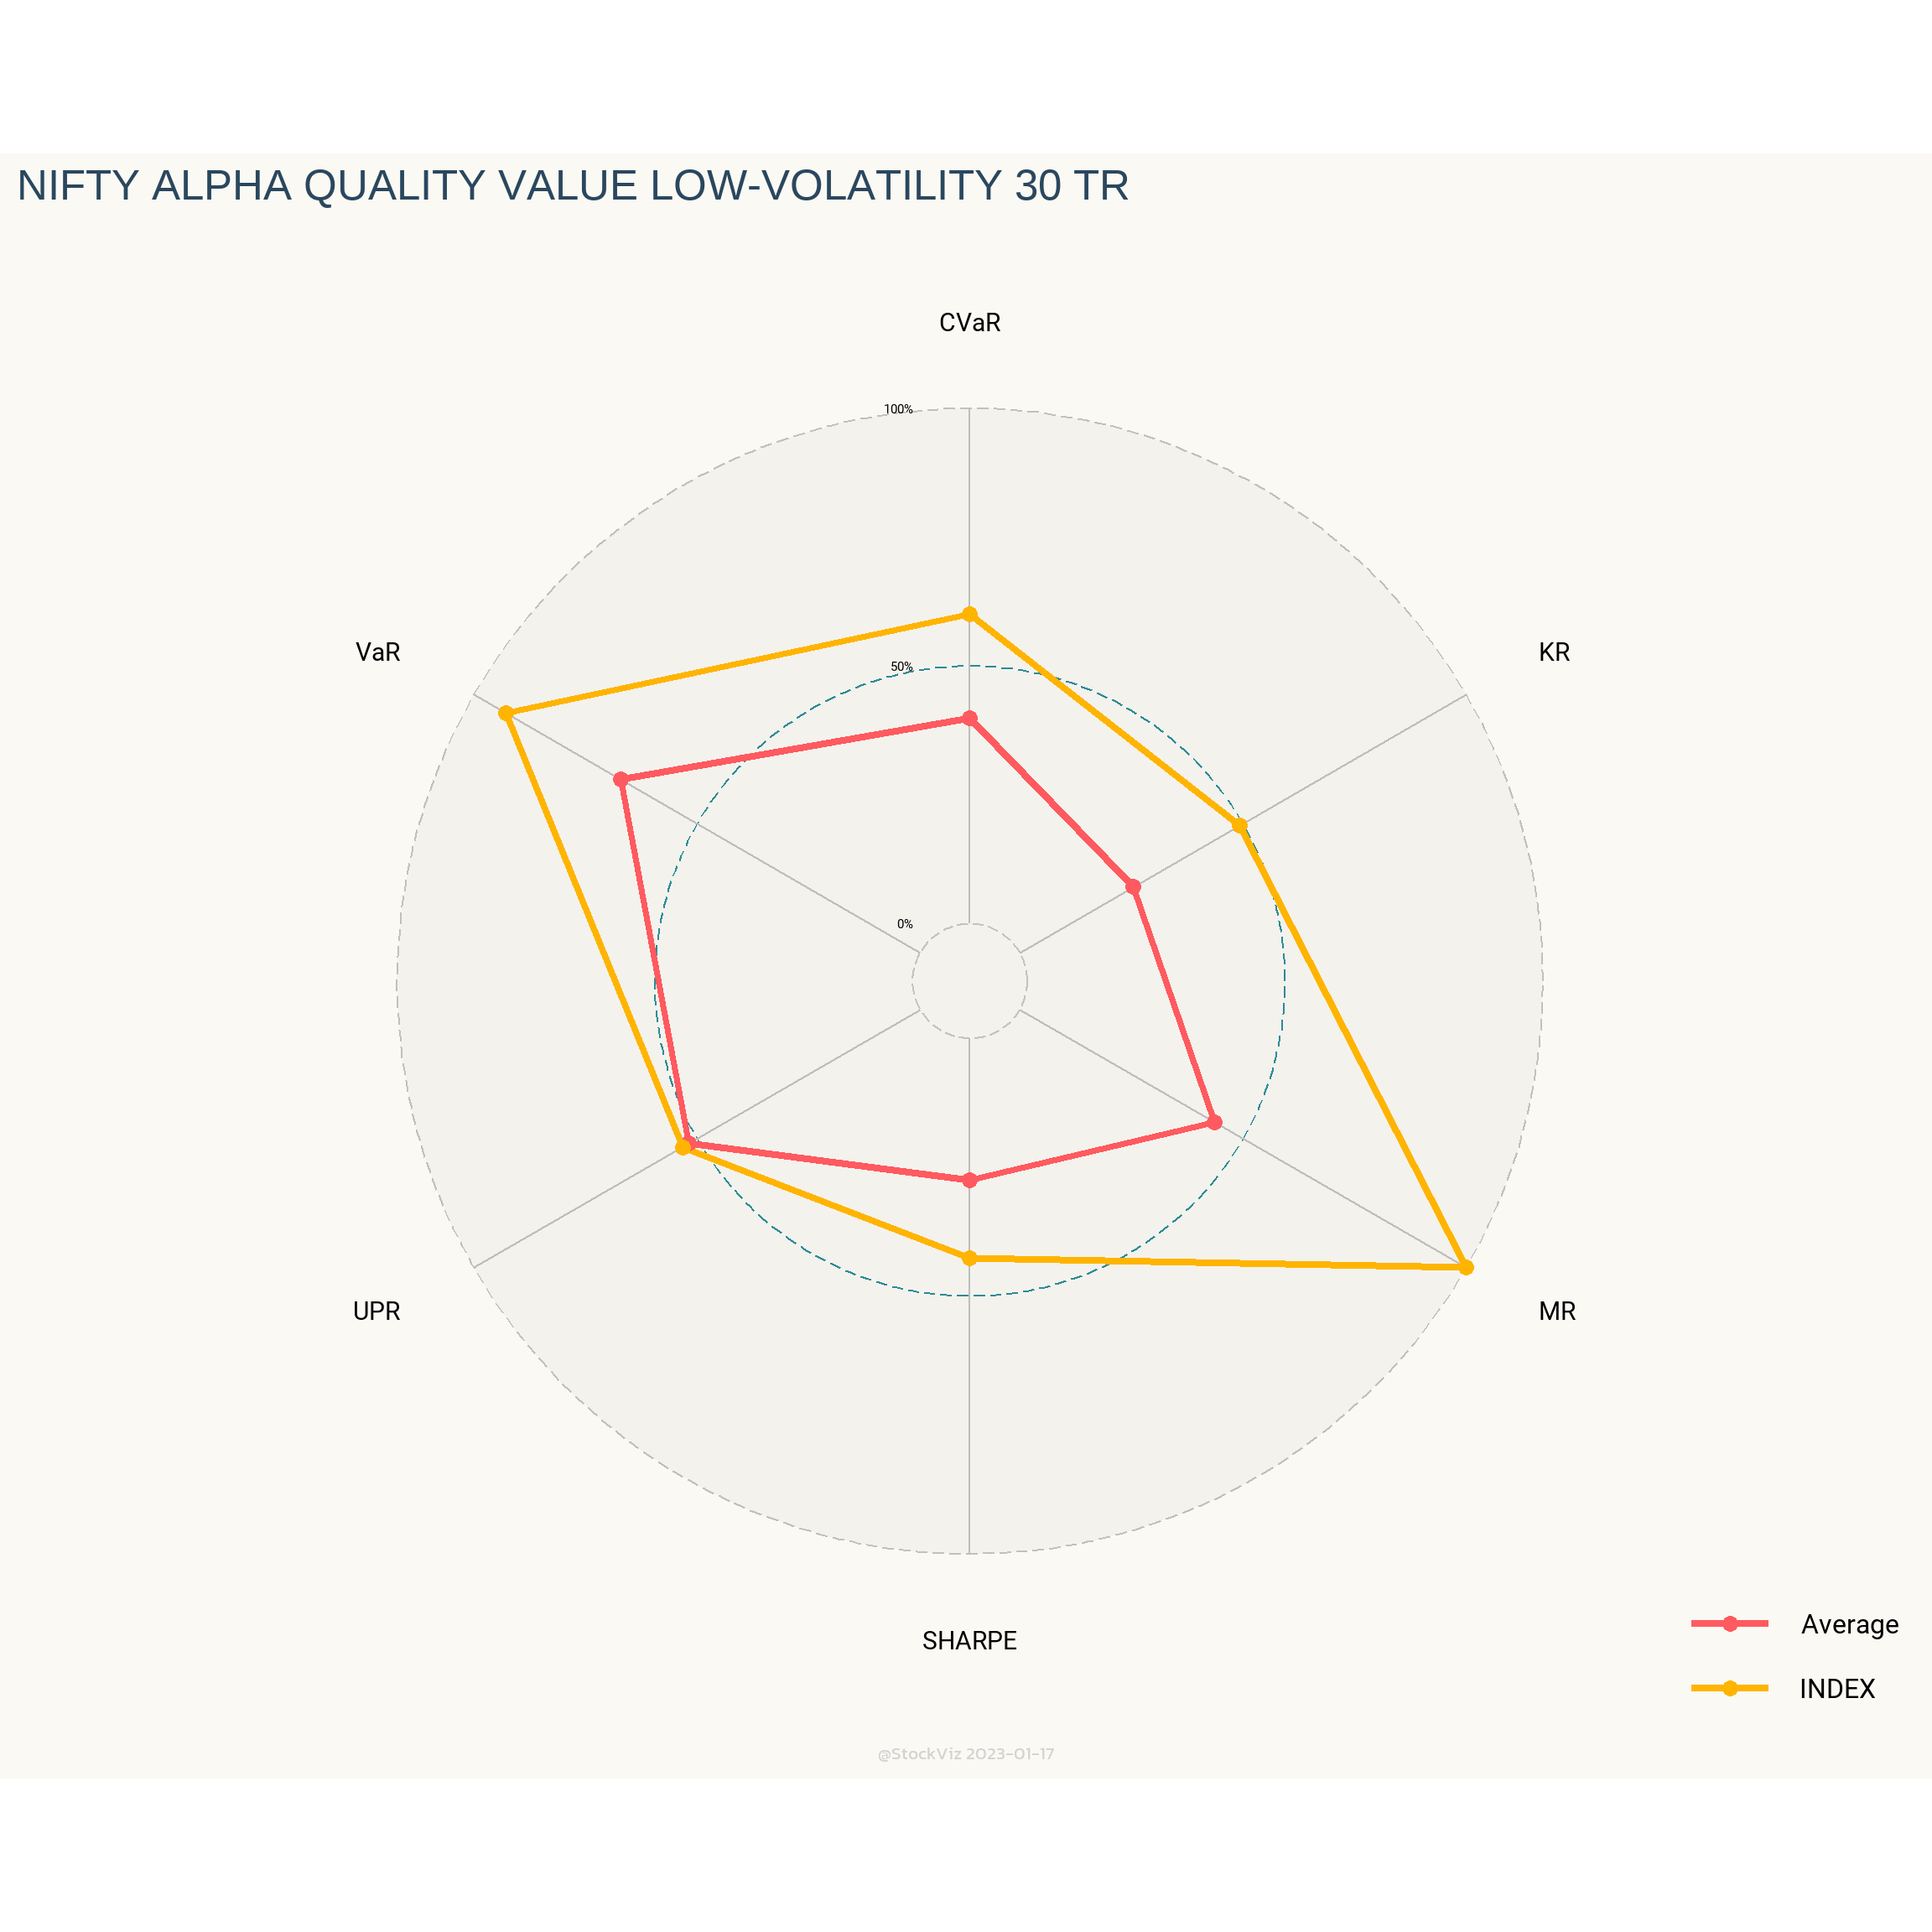 NIFTY ALPHA QUALITY VALUE LOW-VOLATILITY 30 TR
CVaR
100%
VaR
KR
50%
0%
UPR
MR
SHARPE
Average
INDEX
@StockViz 2023-01-17